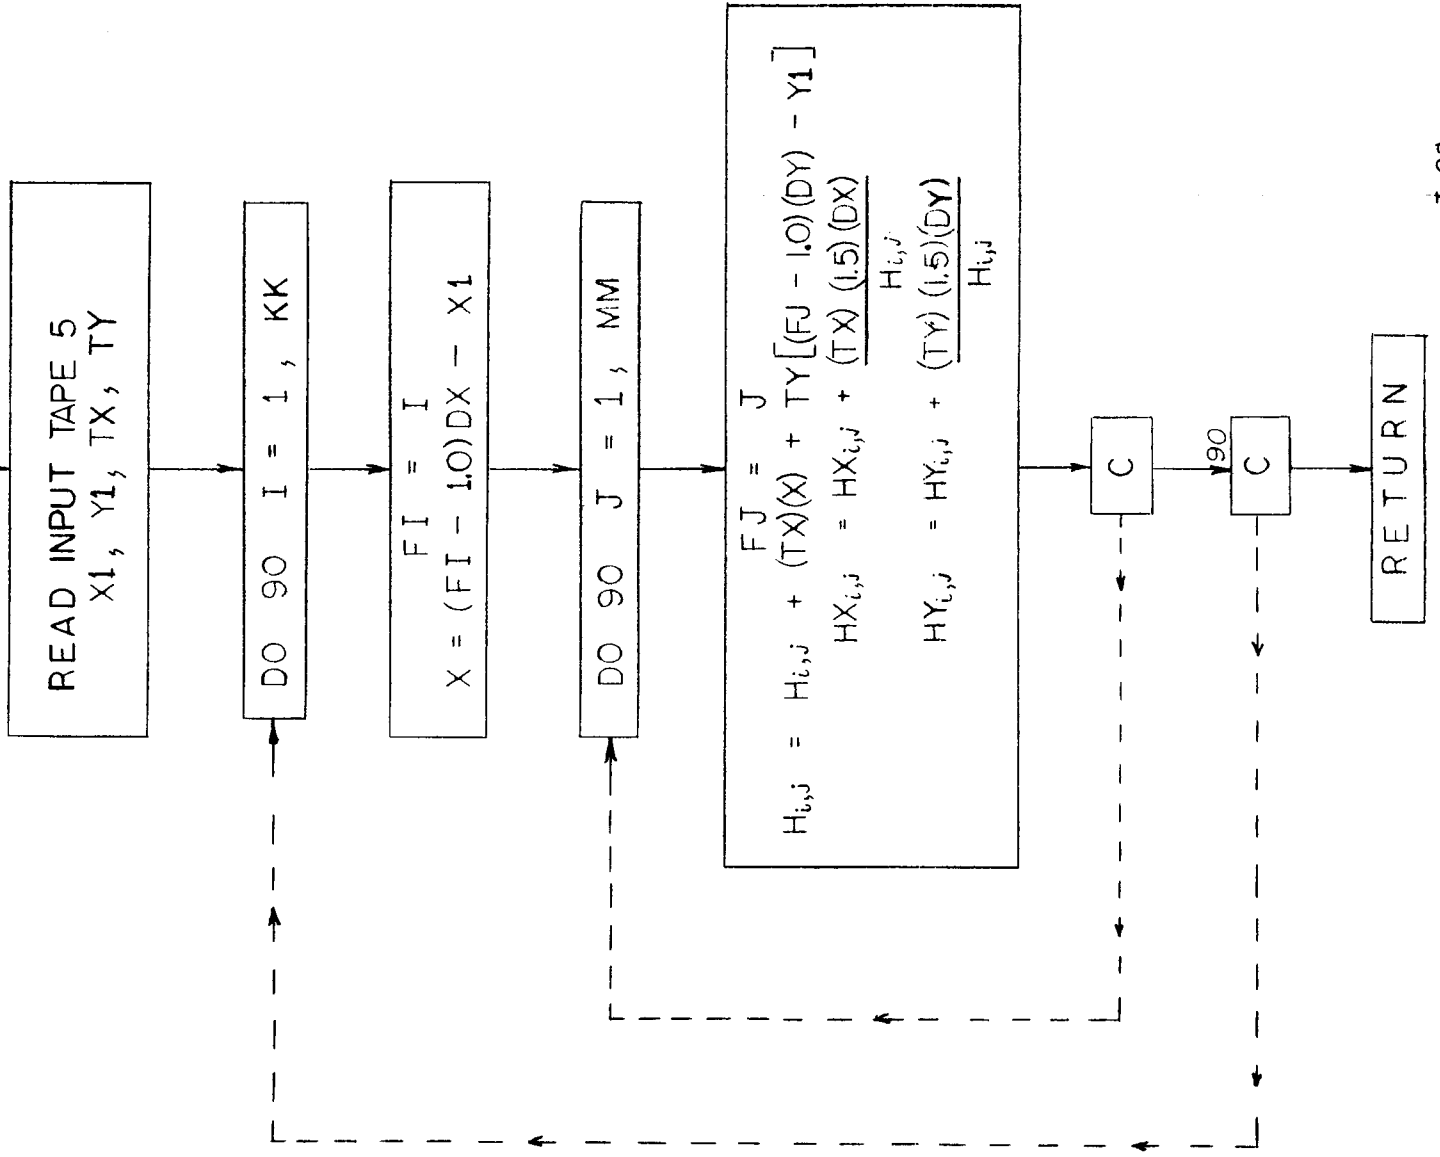 READ INPUT TAPE 5
X1, Y1, TX, TY
DO 90 I = 1, KK
FI = I
X = (FI - 1.0)DX - X1
DO 90 J = 1, MM
FJ = J
Hi,j = Hi,j + (TX)(X) + TY[(FJ - 1.0)(DY) - Y1]
HXi,j = HXi,j + (TX)(1.5)(DX)
Hi,j
HYi,j = HYi,j + (TY)(1.5)(DY)
Hi,j
C
90
C
RETURN